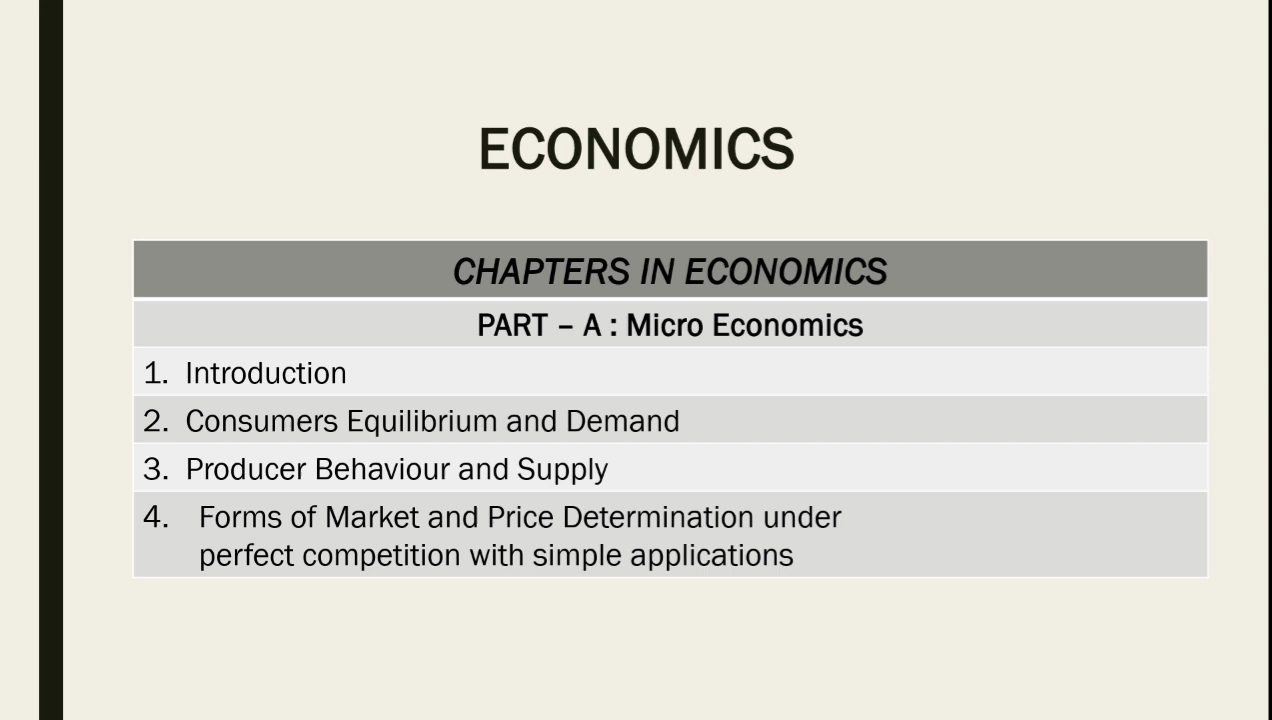 ECONOMICS
CHAPTERS IN ECONOMICS
PART – A : Micro Economics
1. Introduction
2. Consumers Equilibrium and Demand
3. Producer Behaviour and Supply
4. Forms of Market and Price Determination under
perfect competition with simple applications